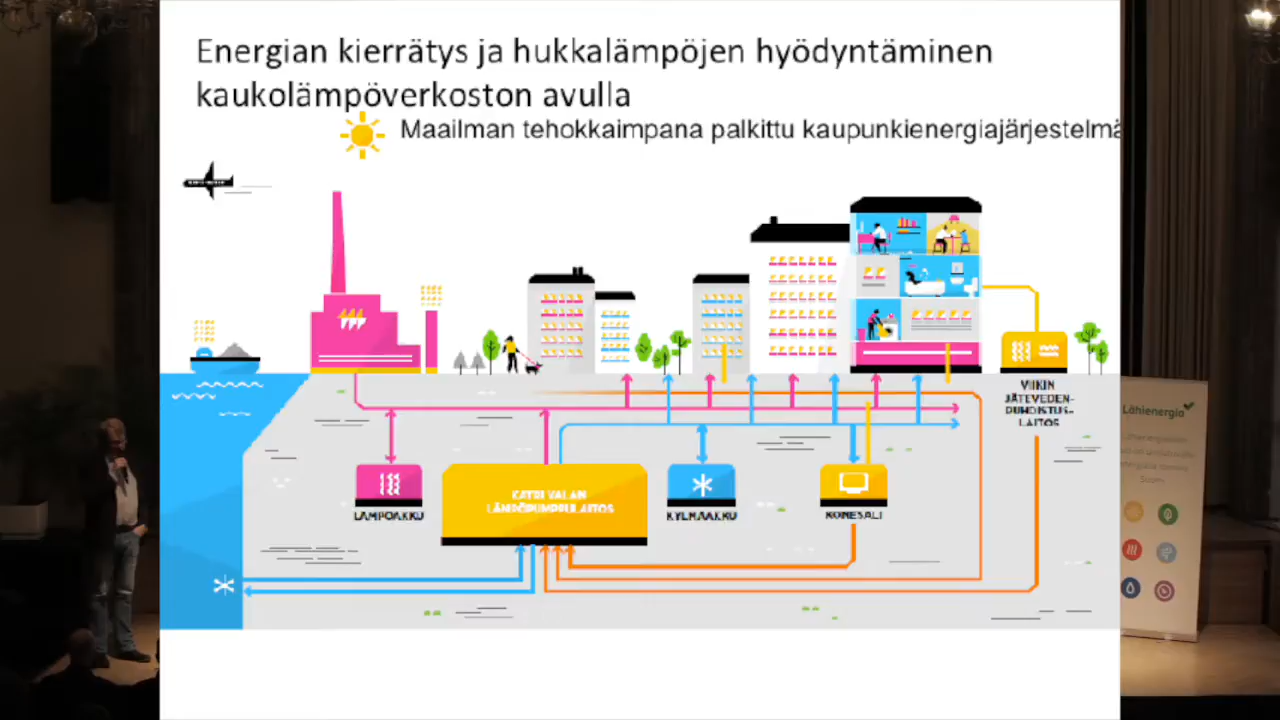 Energian kierrätys ja hukkalämpöjen hyödyntäminen
kaukolämpöverkoston avulla
Maailman tehokkaimpana palkittu kaupunkienergiajärjestelmä
VIIKIN
JÄTEVEDEN-
PUHDISTUS-
LAITOS
LÄMPÖAKKU
KATRI VALAN
LÄMPÖPUMPPULAITOS
KYLMÄAKKU
KONESALI
Lähienergia